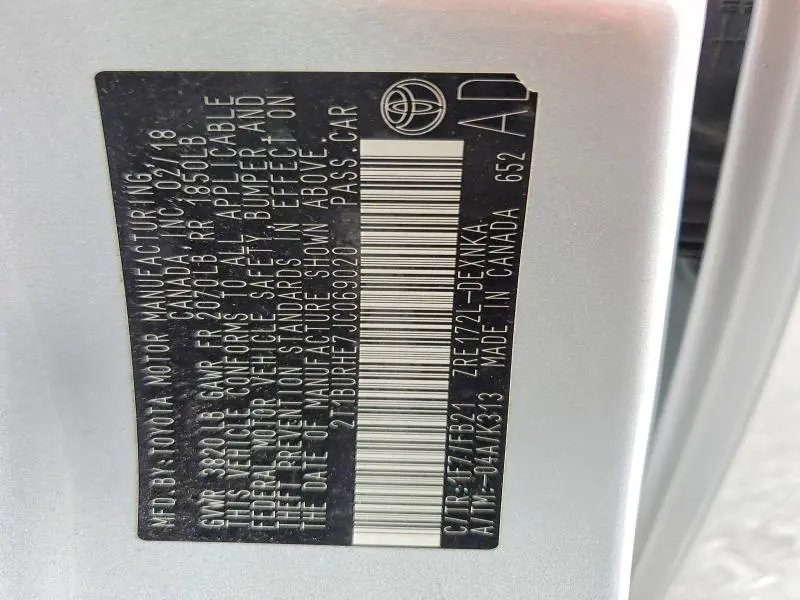 MFD.BY:TOYOTA MOTOR MANUFACTURING,
CANADA, INC. 02/18
GVWR 3820 LB GAWR FR 2020LB RR 1850LB
THIS VEHICLE CONFORMS TO ALL APPLICABLE
FEDERAL MOTOR VEHICLE SAFETY, BUMPER AND
THEFT PREVENTION STANDARDS IN EFFECT ON
THE DATE OF MANUFACTURE SHOWN ABOVE.
2T1BURHE7JC069020 PASS.CAR
C/TR:1F7/FB21 ZRE172L-DEXNKA
A/TM:-04A/K313 MADE IN CANADA 652 AD